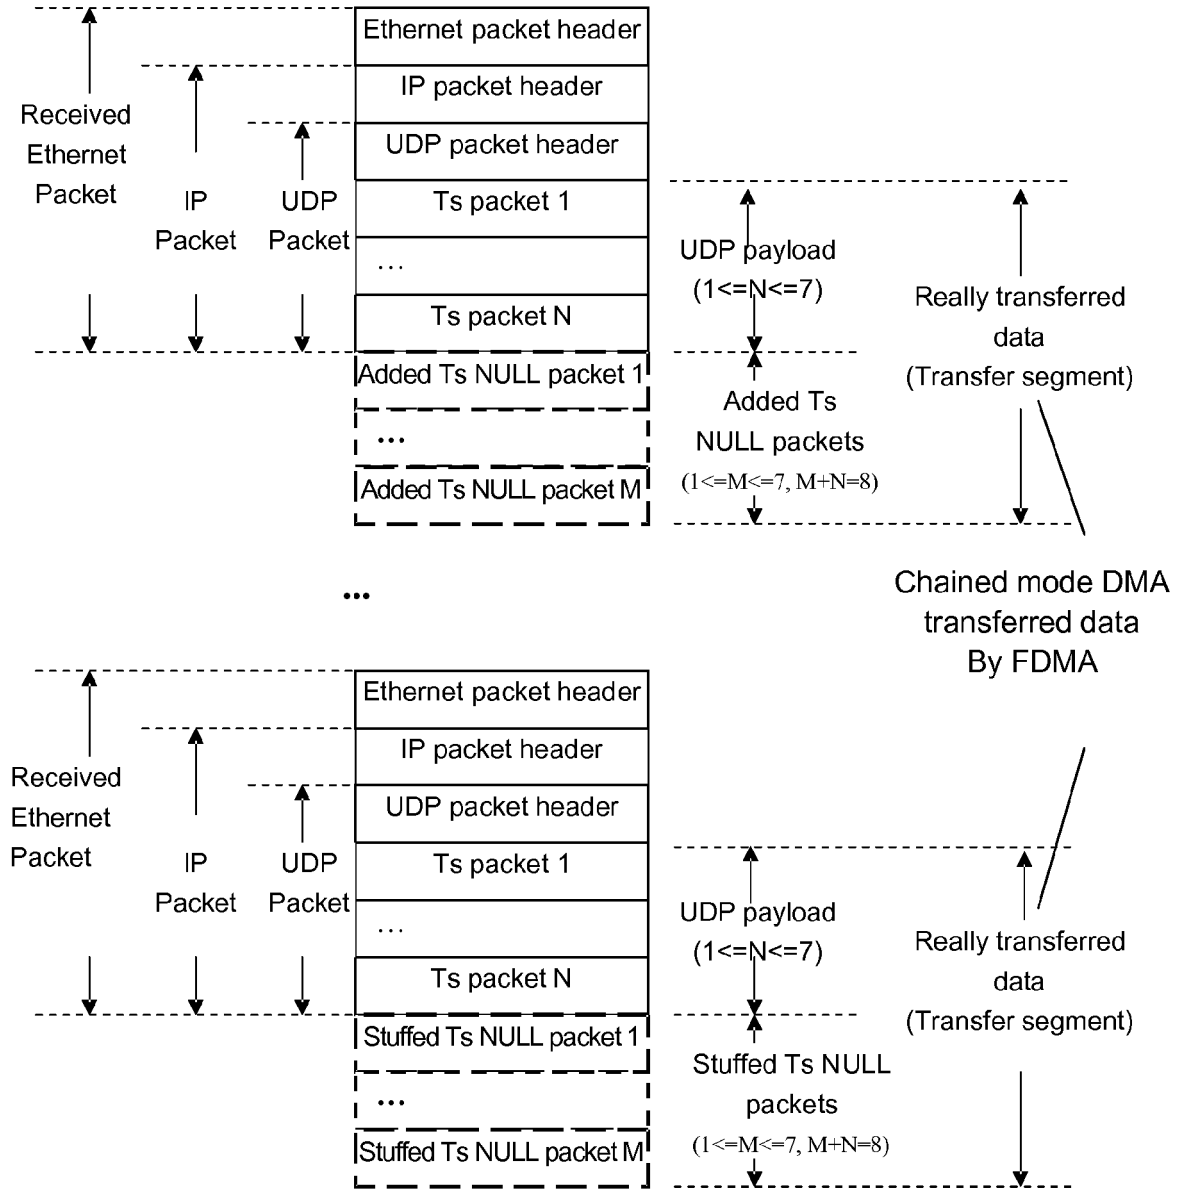 Ethernet packet header
IP packet header
UDP packet header
Ts packet 1
...
Ts packet N
Added Ts NULL packet 1
...
Added Ts NULL packet M
Received
Ethernet
Packet
IP
Packet
UDP
Packet
UDP payload
(1<=N<=7)
Added Ts
NULL packets
(1<=M<=7, M+N=8)
Really transferred
data
(Transfer segment)
...
Chained mode DMA
transferred data
By FDMA
Ethernet packet header
IP packet header
UDP packet header
Ts packet 1
...
Ts packet N
Stuffed Ts NULL packet 1
...
Stuffed Ts NULL packet M
Received
Ethernet
Packet
IP
Packet
UDP
Packet
UDP payload
(1<=N<=7)
Stuffed Ts NULL
packets
(1<=M<=7, M+N=8)
Really transferred
data
(Transfer segment)